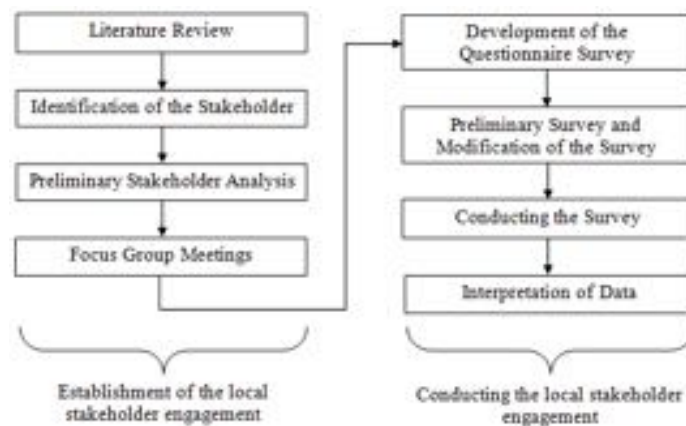 Literature Review
Identification of the Stakeholder
Preliminary Stakeholder Analysis
Focus Group Meetings
Establishment of the local
stakeholder engagement
Development of the
Questionnaire Survey
Preliminary Survey and
Modification of the Survey
Conducting the Survey
Interpretation of Data
Conducting the local stakeholder
engagement